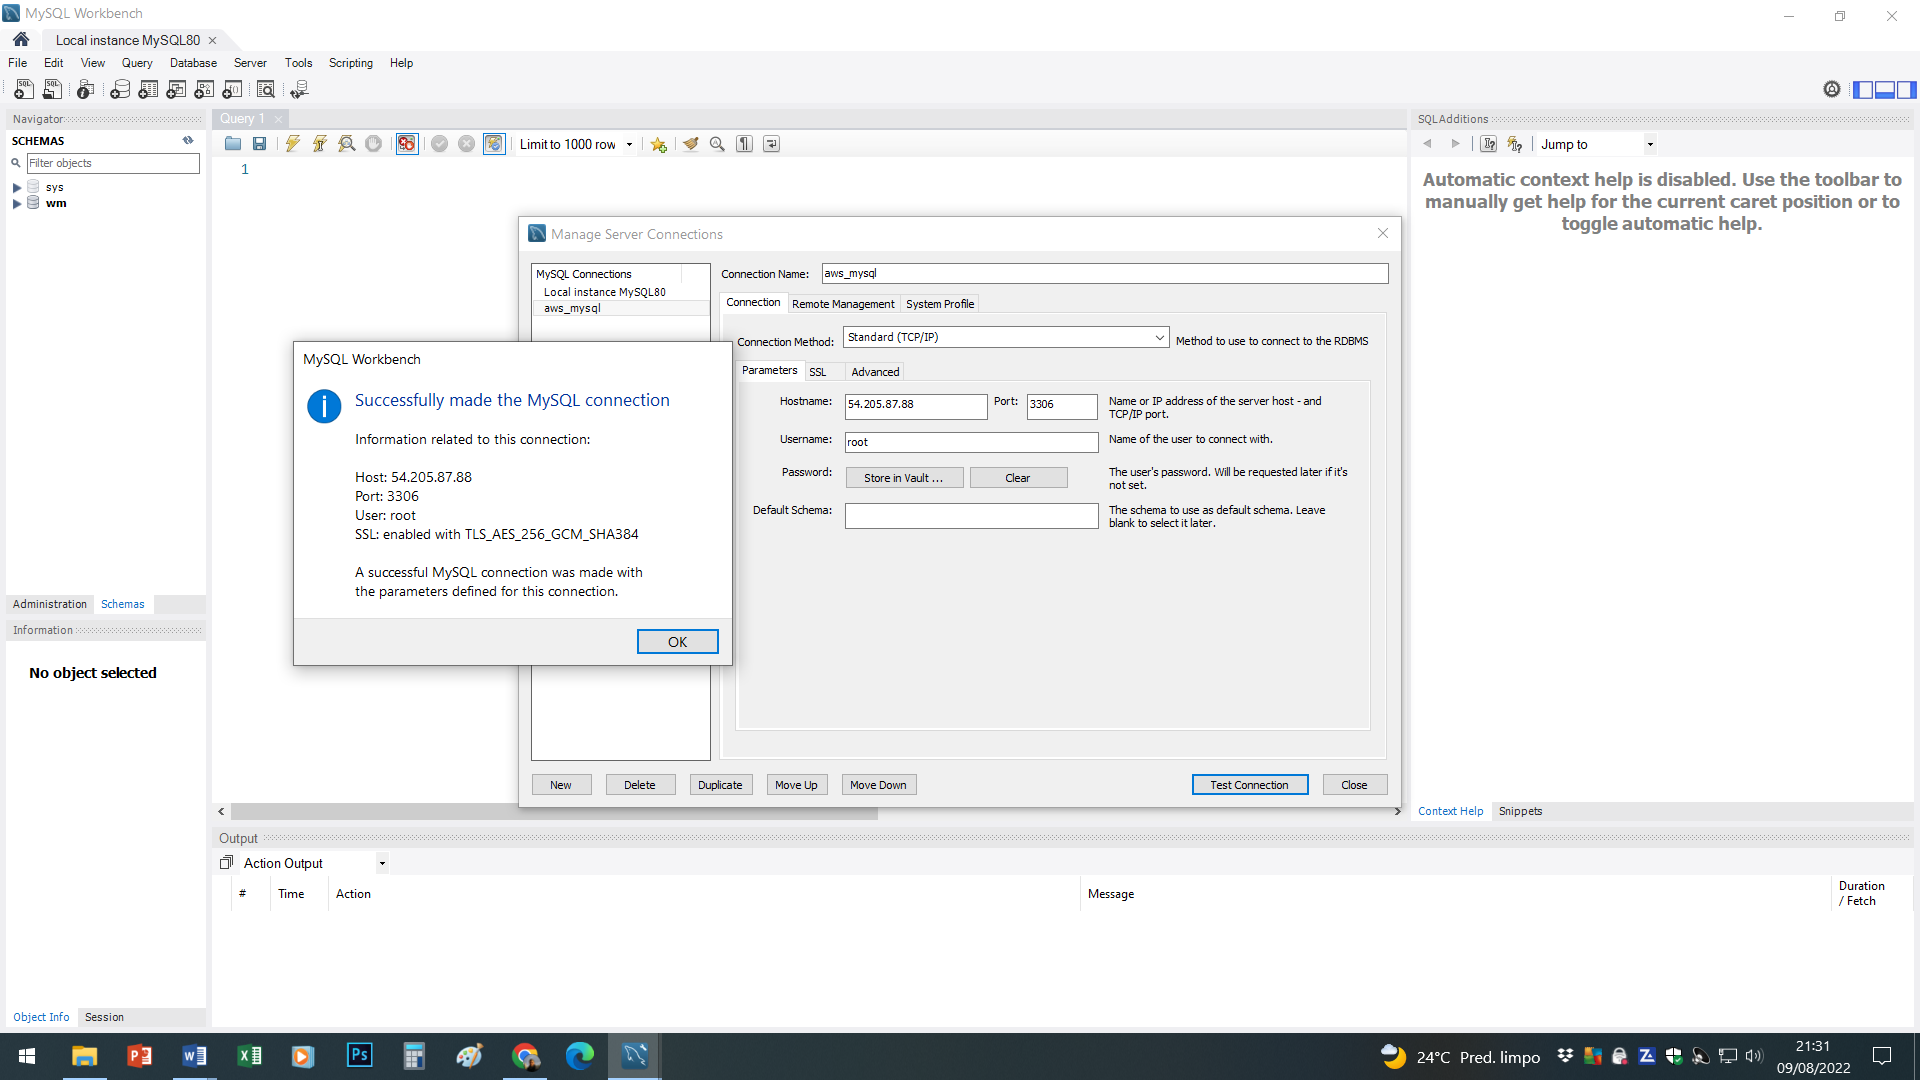 MySQL Workbench
Local instance MySQL80
File Edit View Query Database Server Tools Scripting Help
Navigator
SCHEMAS
Filter objects
sys
wm
Administration Schemas
Information
No object selected
Object Info Session
Query 1
Limit to 1000 row
1
SQLAdditions
Jump to
Automatic context help is disabled. Use the toolbar to
manually get help for the current caret position or to
toggle automatic help.
Context Help Snippets
Manage Server Connections
MySQL Connections
Local instance MySQL80
aws_mysql
Connection Name: aws_mysql
Connection Remote Management System Profile
Connection Method: Standard (TCP/IP) Method to use to connect to the RDBMS
Parameters SSL Advanced
Hostname: 54.205.87.88 Port: 3306 Name or IP address of the server host - and
TCP/IP port.
Username: root Name of the user to connect with.
Password: Store in Vault ... Clear The user's password. Will be requested later if it's
not set.
Default Schema: The schema to use as default schema. Leave
blank to select it later.
New Delete Duplicate Move Up Move Down Test Connection Close
MySQL Workbench
Successfully made the MySQL connection
Information related to this connection:
Host: 54.205.87.88
Port: 3306
User: root
SSL: enabled with TLS_AES_256_GCM_SHA384
A successful MySQL connection was made with
the parameters defined for this connection.
OK
Output
Action Output
# Time Action Message Duration
/ Fetch
24°C Pred. limpo
21:31
09/08/2022